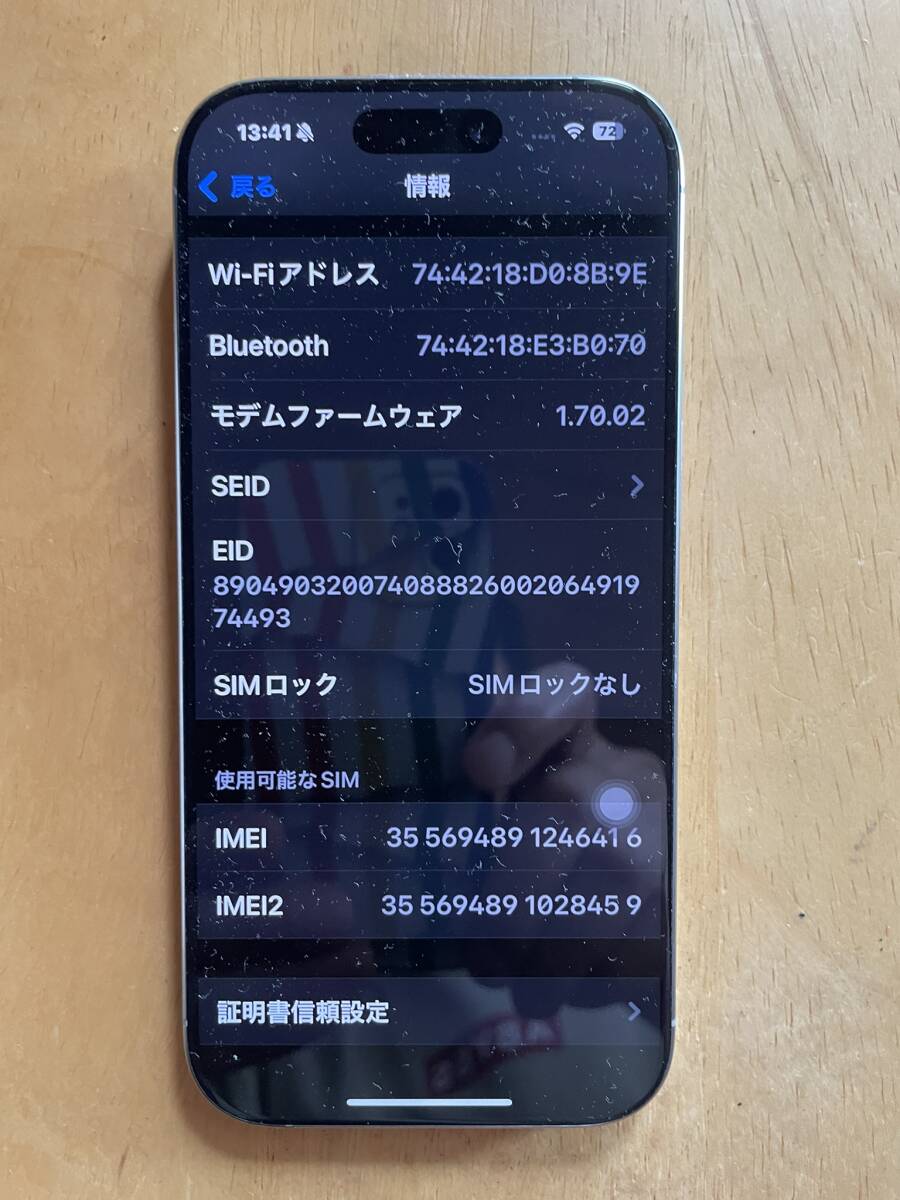 13:41 72
戻る 情報
Wi-Fiアドレス 74:42:18:D0:8B:9E
Bluetooth 74:42:18:E3:B0:70
モデムファームウェア 1.70.02
SEID
EID
8904903200740888826002064919
74493
SIMロック SIMロックなし
使用可能なSIM
IMEI 35 569489 124641 6
IMEI2 35 569489 102845 9
証明書信頼設定